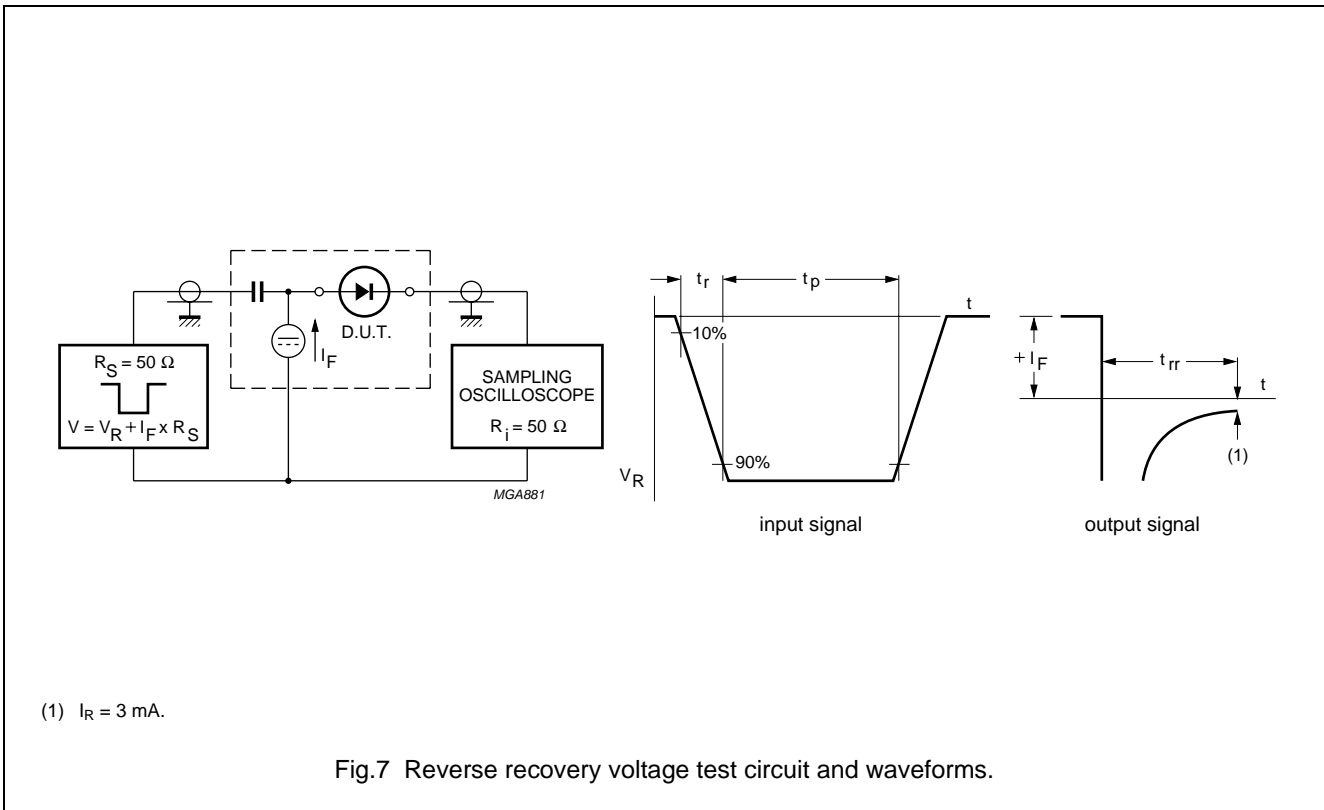 R_S = 50 Ω
V = V_R + I_F x R_S
I_F
D.U.T.
SAMPLING
OSCILLOSCOPE
R_i = 50 Ω
MGA881
t_r
t_p
t
10%
90%
V_R
input signal
+ I_F
t_rr
t
(1)
output signal
(1) I_R = 3 mA.
Fig.7 Reverse recovery voltage test circuit and waveforms.